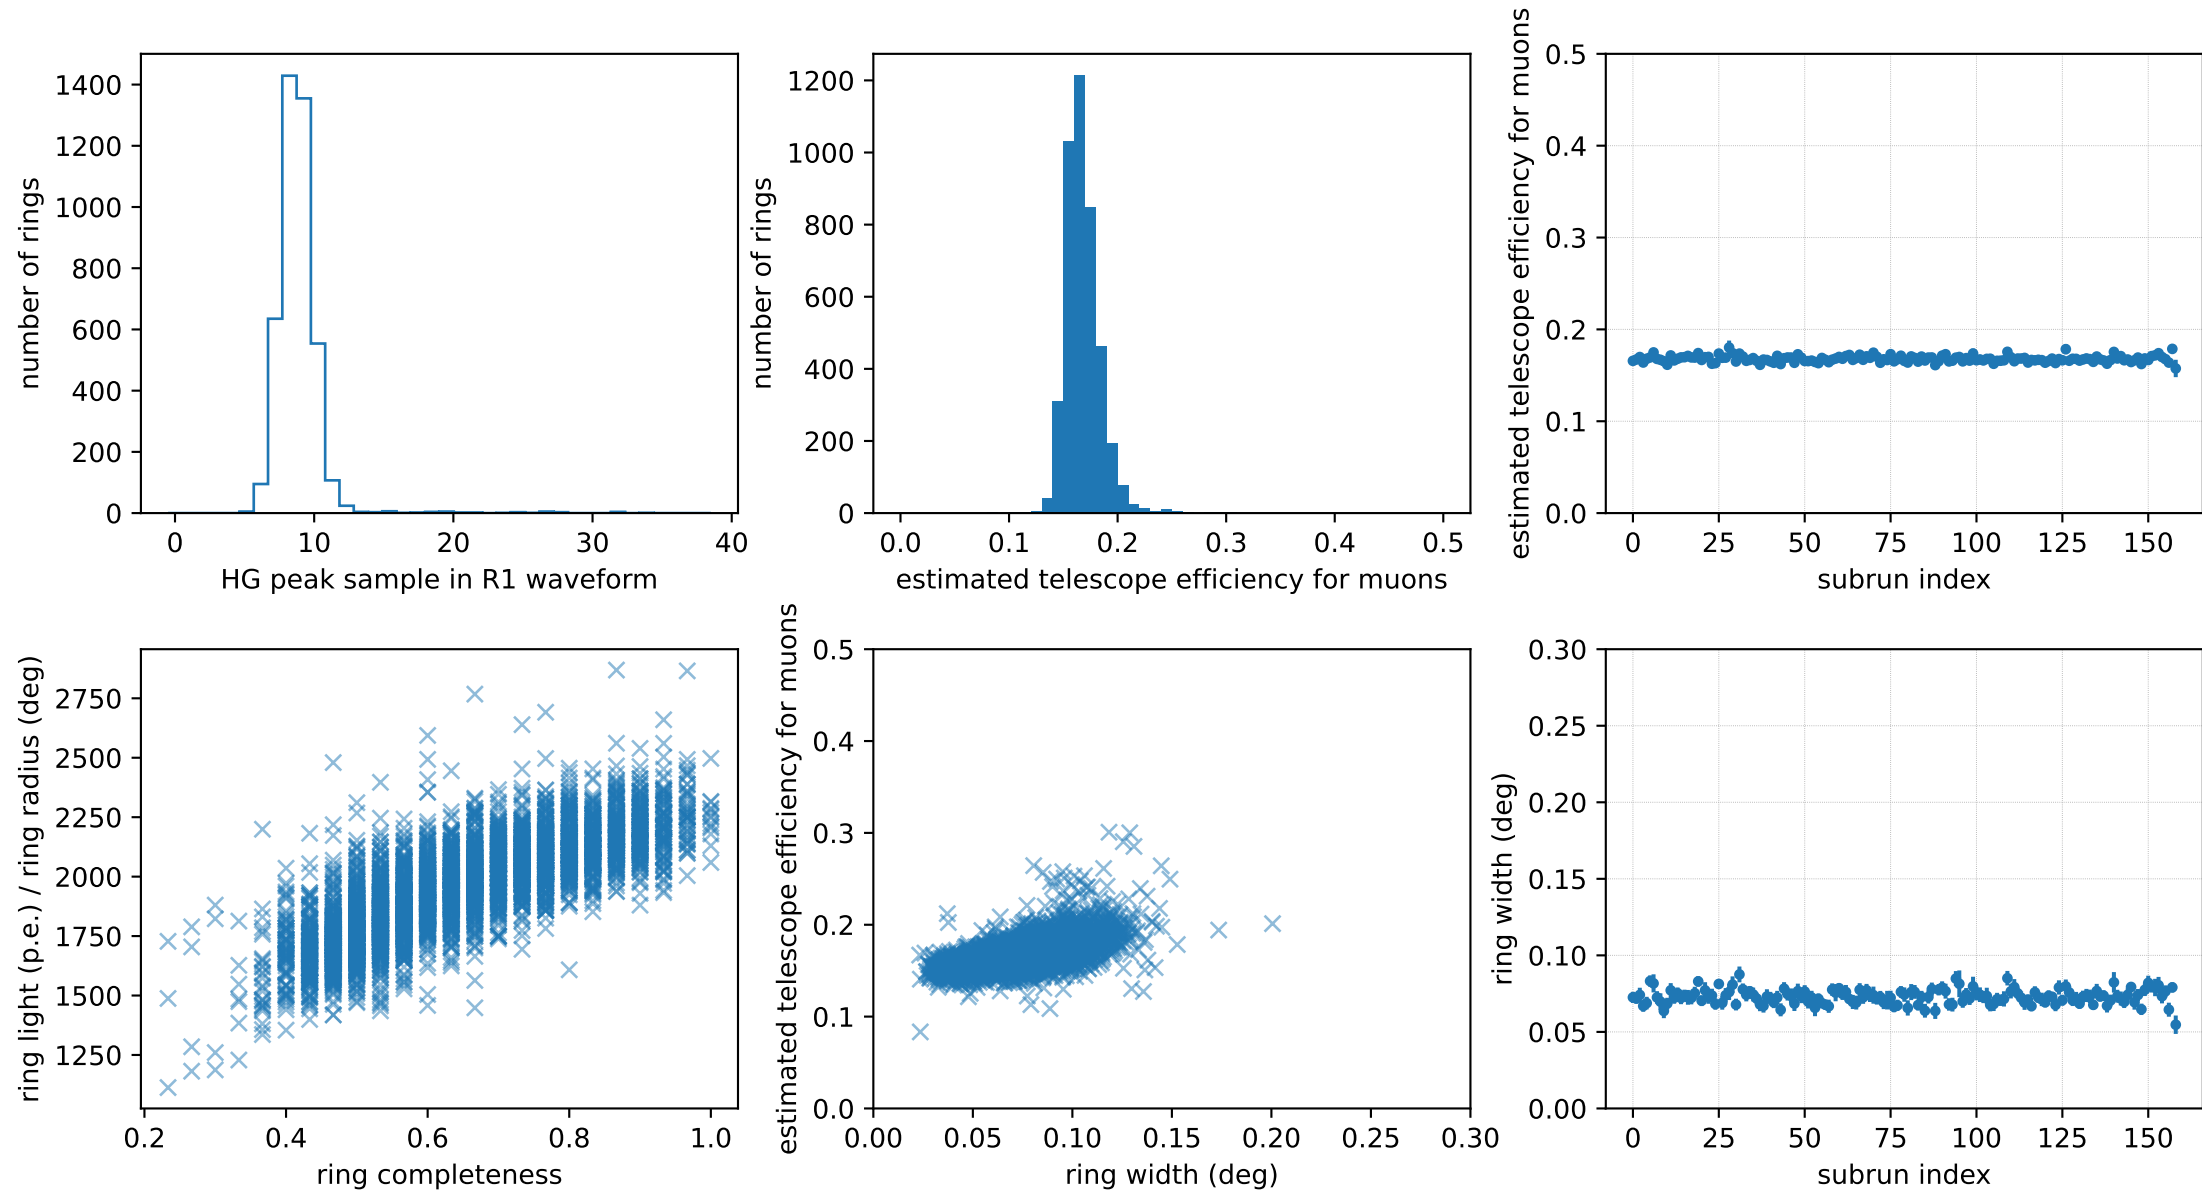 number of rings
1400
1200
1000
800
600
400
200
0
0 10 20 30 40
HG peak sample in R1 waveform
number of rings
1200
1000
800
600
400
200
0
0.0 0.1 0.2 0.3 0.4 0.5
estimated telescope efficiency for muons
estimated telescope efficiency for muons
0.5
0.4
0.3
0.2
0.1
0.0
0 25 50 75 100 125 150
subrun index
ring light (p.e.) / ring radius (deg)
2750
2500
2250
2000
1750
1500
1250
0.2 0.4 0.6 0.8 1.0
ring completeness
estimated telescope efficiency for muons
0.5
0.4
0.3
0.2
0.1
0.0
0.00 0.05 0.10 0.15 0.20 0.25 0.30
ring width (deg)
ring width (deg)
0.30
0.25
0.20
0.15
0.10
0.05
0.00
0 25 50 75 100 125 150
subrun index